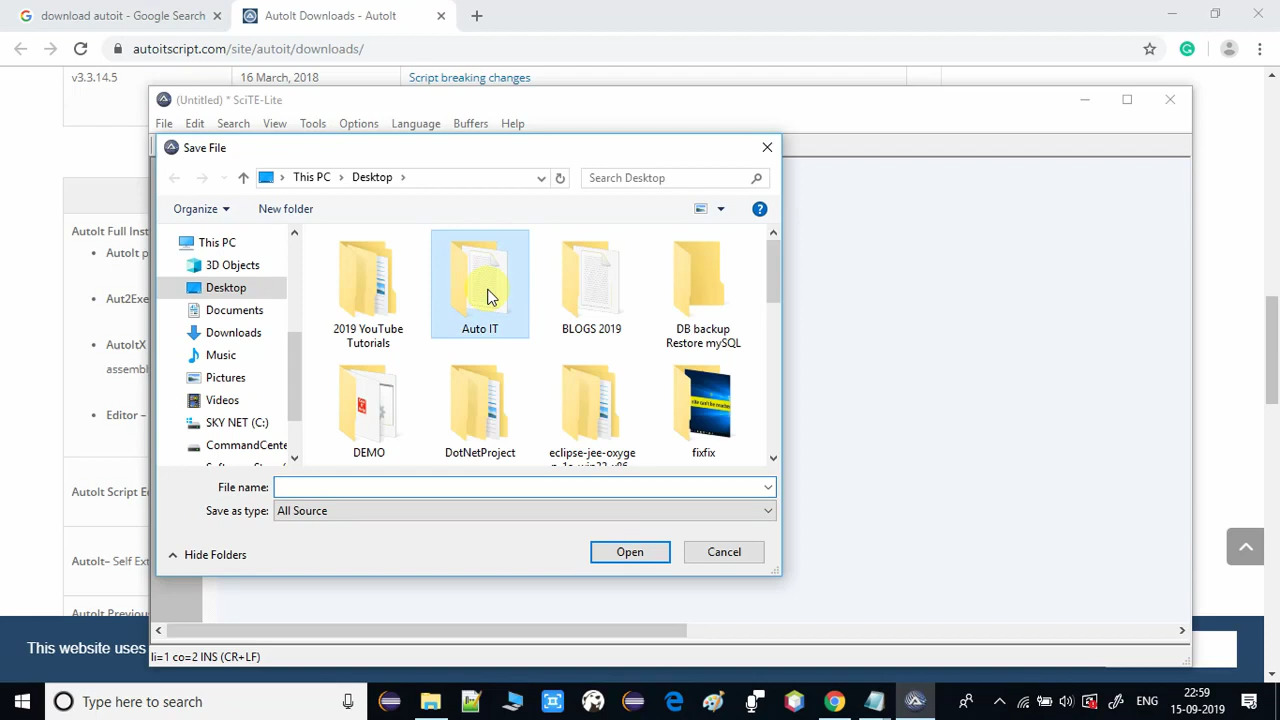 download autoit - Google Search
AutoIt Downloads - AutoIt
autoitscript.com/site/autoit/downloads/
v3.3.14.5
16 March, 2018
Script breaking changes
(Untitled) * SciTE-Lite
File Edit Search View Tools Options Language Buffers Help
Save File
This PC
Desktop
Search Desktop
Organize
New folder
AutoIt Full Inst
AutoIt p
Aut2Exe
AutoItX
assemb
Editor –
AutoIt Script Ed
AutoIt– Self Ext
AutoIt Previous
This PC
3D Objects
Desktop
Documents
Downloads
Music
Pictures
Videos
SKY NET (C:)
CommandCente
2019 YouTube
Tutorials
Auto IT
BLOGS 2019
DB backup
Restore mySQL
DEMO
DotNetProject
eclipse-jee-oxyge
fixfix
File name:
Save as type:
All Source
Hide Folders
Open
Cancel
This website uses
li=1 co=2 INS (CR+LF)
Type here to search
ENG
22:59
15-09-2019